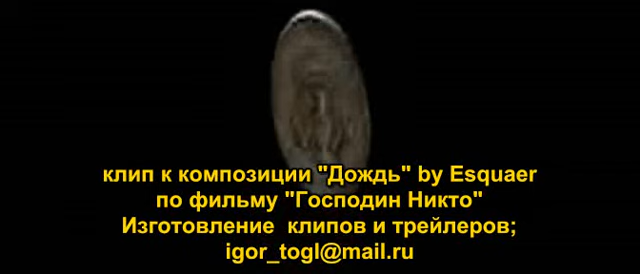 клип к композиции "Дождь" by Esquaer
по фильму "Господин Никто"
Изготовление клипов и трейлеров;
igor_togl@mail.ru